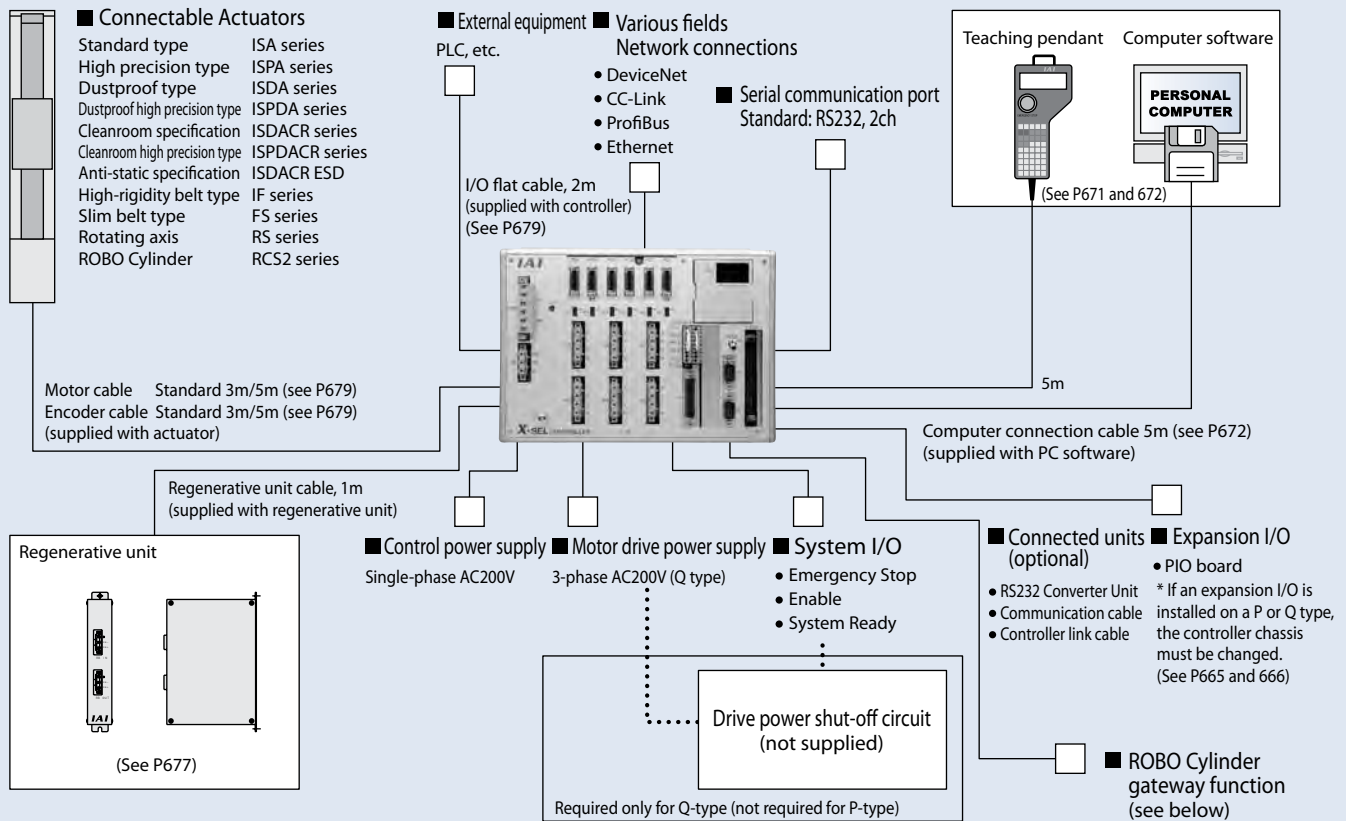 ■ Connectable Actuators
Standard type ISA series
High precision type ISPA series
Dustproof type ISDA series
Dustproof high precision type ISPDA series
Cleanroom specification ISDACR series
Cleanroom high precision type ISPDACR series
Anti-static specification ISDACR ESD
High-rigidity belt type IF series
Slim belt type FS series
Rotating axis RS series
ROBO Cylinder RCS2 series
■ External equipment
PLC, etc.
■ Various fields
Network connections
• DeviceNet
• CC-Link
• ProfiBus
• Ethernet
■ Serial communication port
Standard: RS232, 2ch
Teaching pendant
Computer software
IAI
PERSONAL
COMPUTER
(See P671 and 672)
I/O flat cable, 2m
(supplied with controller)
(See P679)
IAI
X-SEL CONTROLLER
Motor cable Standard 3m/5m (see P679)
Encoder cable Standard 3m/5m (see P679)
(supplied with actuator)
5m
Computer connection cable 5m (see P672)
(supplied with PC software)
Regenerative unit cable, 1m
(supplied with regenerative unit)
Regenerative unit
IAI
(See P677)
■ Control power supply
Single-phase AC200V
■ Motor drive power supply
3-phase AC200V (Q type)
■ System I/O
• Emergency Stop
• Enable
• System Ready
■ Connected units
(optional)
• RS232 Converter Unit
• Communication cable
• Controller link cable
■ Expansion I/O
• PIO board
* If an expansion I/O is
installed on a P or Q type,
the controller chassis
must be changed.
(See P665 and 666)
Drive power shut-off circuit
(not supplied)
Required only for Q-type (not required for P-type)
■ ROBO Cylinder
gateway function
(see below)